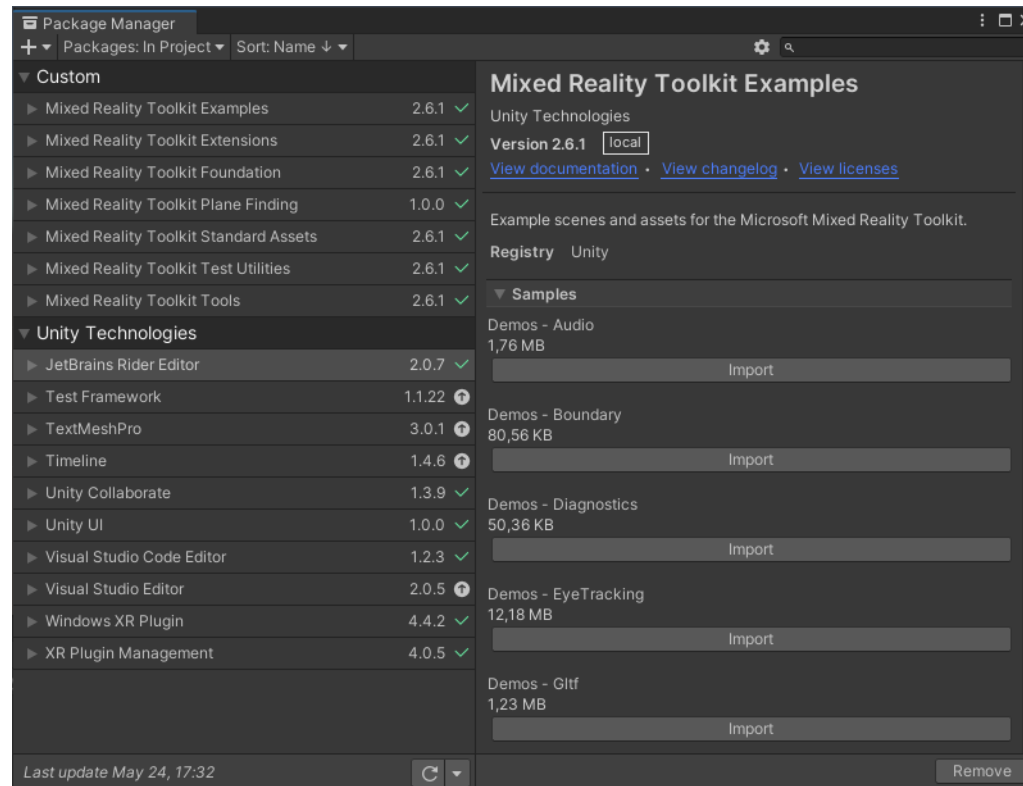 Package Manager
Packages: In Project Sort: Name ↓
Custom
Mixed Reality Toolkit Examples 2.6.1
Mixed Reality Toolkit Extensions 2.6.1
Mixed Reality Toolkit Foundation 2.6.1
Mixed Reality Toolkit Plane Finding 1.0.0
Mixed Reality Toolkit Standard Assets 2.6.1
Mixed Reality Toolkit Test Utilities 2.6.1
Mixed Reality Toolkit Tools 2.6.1
Unity Technologies
JetBrains Rider Editor 2.0.7
Test Framework 1.1.22
TextMeshPro 3.0.1
Timeline 1.4.6
Unity Collaborate 1.3.9
Unity UI 1.0.0
Visual Studio Code Editor 1.2.3
Visual Studio Editor 2.0.5
Windows XR Plugin 4.4.2
XR Plugin Management 4.0.5
Last update May 24, 17:32
Mixed Reality Toolkit Examples
Unity Technologies
Version 2.6.1 local
View documentation • View changelog • View licenses
Example scenes and assets for the Microsoft Mixed Reality Toolkit.
Registry Unity
Samples
Demos - Audio
1,76 MB
Import
Demos - Boundary
80,56 KB
Import
Demos - Diagnostics
50,36 KB
Import
Demos - EyeTracking
12,18 MB
Import
Demos - Gltf
1,23 MB
Import
Remove